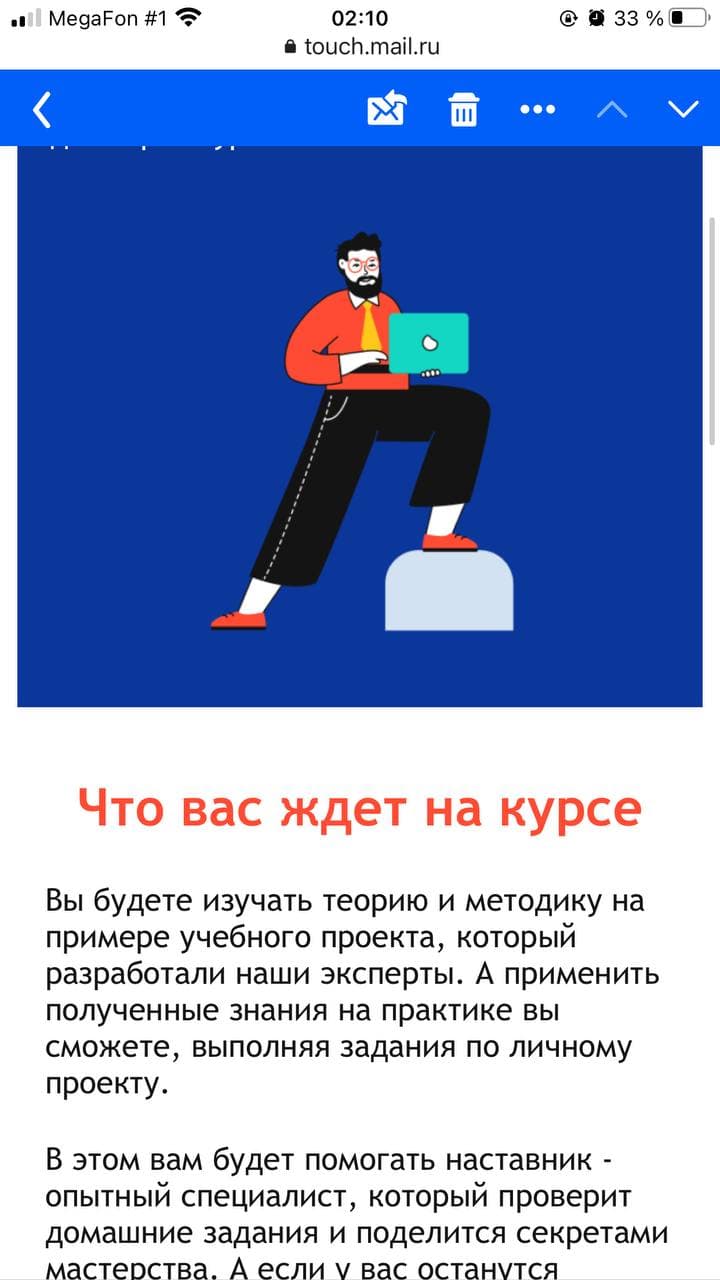 MegaFon #1
02:10
33 %
touch.mail.ru
Что вас ждет на курсе
Вы будете изучать теорию и методику на
примере учебного проекта, который
разработали наши эксперты. А применить
полученные знания на практике вы
сможете, выполняя задания по личному
проекту.
В этом вам будет помогать наставник -
опытный специалист, который проверит
домашние задания и поделится секретами
мастерства. А если у вас останутся